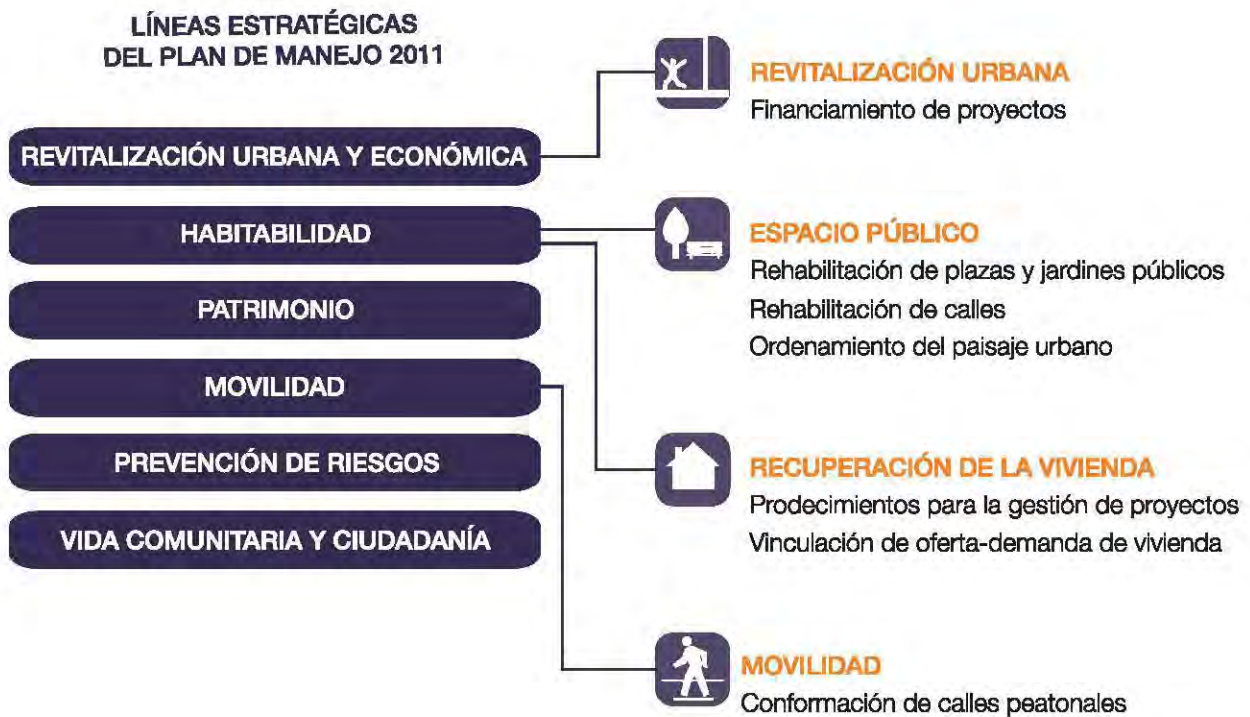 LÍNEAS ESTRATÉGICAS
DEL PLAN DE MANEJO 2011
REVITALIZACIÓN URBANA Y ECONÓMICA
HABITABILIDAD
PATRIMONIO
MOVILIDAD
PREVENCIÓN DE RIESGOS
VIDA COMUNITARIA Y CIUDADANÍA
REVITALIZACIÓN URBANA
Financiamiento de proyectos
ESPACIO PÚBLICO
Rehabilitación de plazas y jardines públicos
Rehabilitación de calles
Ordenamiento del paisaje urbano
RECUPERACIÓN DE LA VIVIENDA
Prodecimientos para la gestión de proyectos
Vinculación de oferta-demanda de vivienda
MOVILIDAD
Conformación de calles peatonales